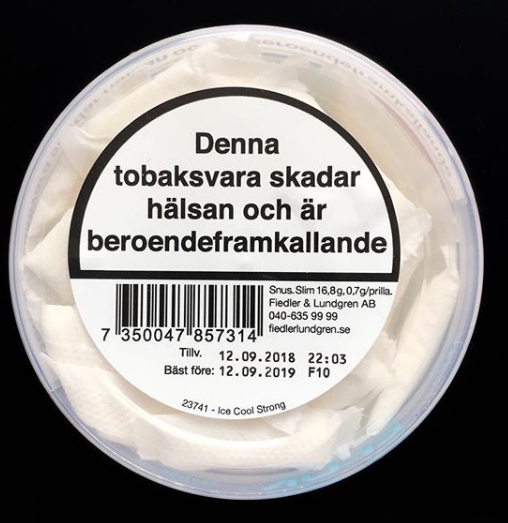 Denna
tobaksvara skadar
hälsan och är
beroendeframkallande
Snus. Slim 16,8g, 0,7g/prilla.
Fiedler & Lundgren AB
040-635 99 99
fiedlerlundgren.se
7 350047 857314
Tillv. 12.09.2018 22:03
Bäst före: 12.09.2019 F10
23741 - Ice Cool Strong
beroendeframkallande